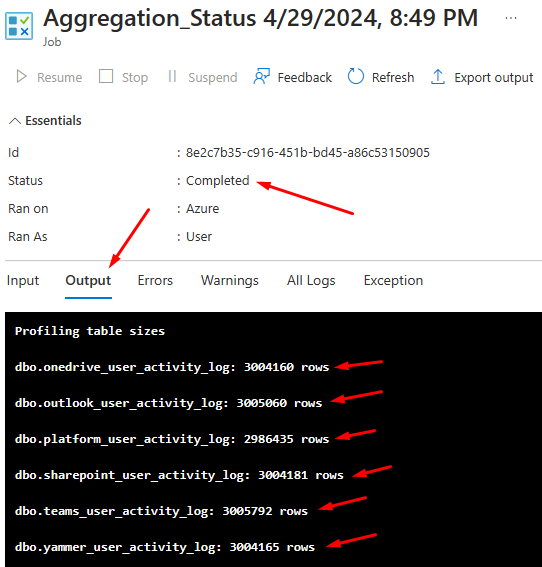 Aggregation_Status 4/29/2024, 8:49 PM ...
Job
Resume Stop Suspend Feedback Refresh Export output
Essentials
Id : 8e2c7b35-c916-451b-bd45-a86c53150905
Status : Completed
Ran on : Azure
Ran As : User
Input Output Errors Warnings All Logs Exception
Profiling table sizes
dbo.onedrive_user_activity_log: 3004160 rows
dbo.outlook_user_activity_log: 3005060 rows
dbo.platform_user_activity_log: 2986435 rows
dbo.sharepoint_user_activity_log: 3004181 rows
dbo.teams_user_activity_log: 3005792 rows
dbo.yammer_user_activity_log: 3004165 rows